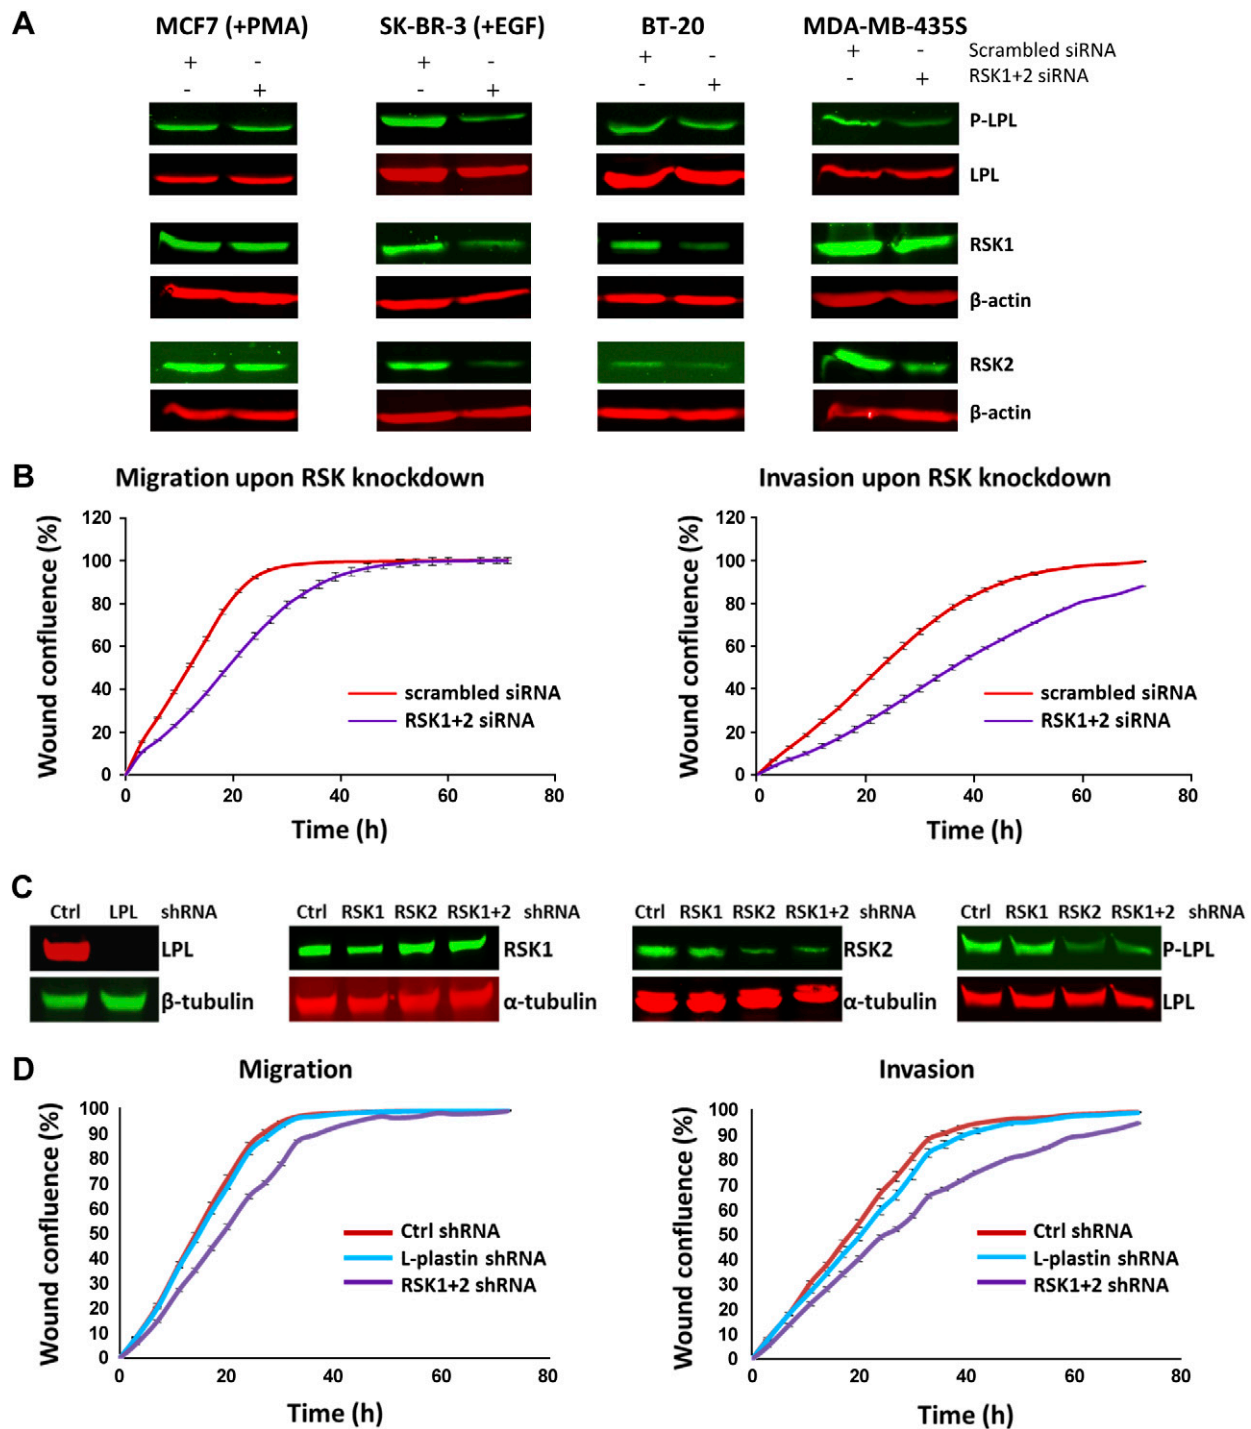 A
MCF7 (+PMA) SK-BR-3 (+EGF) BT-20 MDA-MB-435S
+ - + - + - + - Scrambled siRNA
- + - + - + - + RSK1+2 siRNA
P-LPL
LPL
RSK1
β-actin
RSK2
β-actin
B
Migration upon RSK knockdown
Wound confluence (%)
120
100
80
60
40
20
0
scrambled siRNA
RSK1+2 siRNA
0 20 40 60 80
Time (h)
Invasion upon RSK knockdown
Wound confluence (%)
120
100
80
60
40
20
0
scrambled siRNA
RSK1+2 siRNA
0 20 40 60 80
Time (h)
C
Ctrl LPL shRNA
LPL
β-tubulin
Ctrl RSK1 RSK2 RSK1+2 shRNA
RSK1
α-tubulin
Ctrl RSK1 RSK2 RSK1+2 shRNA
RSK2
α-tubulin
Ctrl RSK1 RSK2 RSK1+2 shRNA
P-LPL
LPL
D
Migration
Wound confluence (%)
100
90
80
70
60
50
40
30
20
10
0
Ctrl shRNA
L-plastin shRNA
RSK1+2 shRNA
0 20 40 60 80
Time (h)
Invasion
Wound confluence (%)
100
90
80
70
60
50
40
30
20
10
0
Ctrl shRNA
L-plastin shRNA
RSK1+2 shRNA
0 20 40 60 80
Time (h)